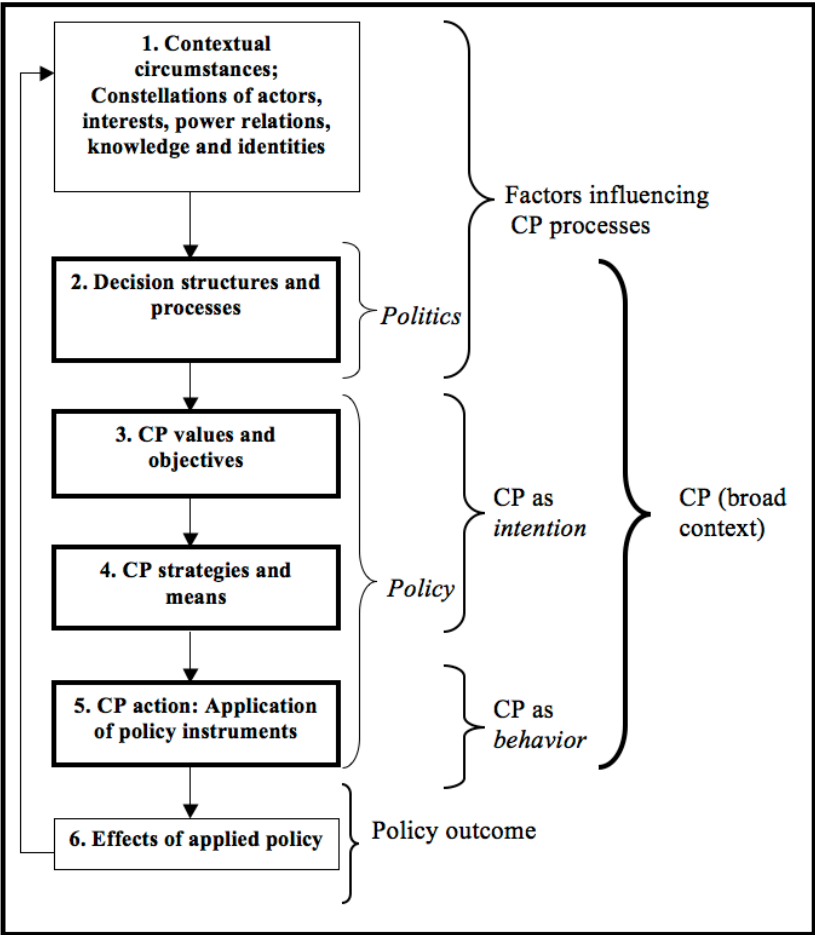 1. Contextual
circumstances;
Constellations of actors,
interests, power relations,
knowledge and identities
Factors influencing
CP processes
2. Decision structures and
processes
Politics
3. CP values and
objectives
CP as
intention
CP (broad
context)
4. CP strategies and
means
Policy
5. CP action: Application
of policy instruments
CP as
behavior
6. Effects of applied policy
Policy outcome